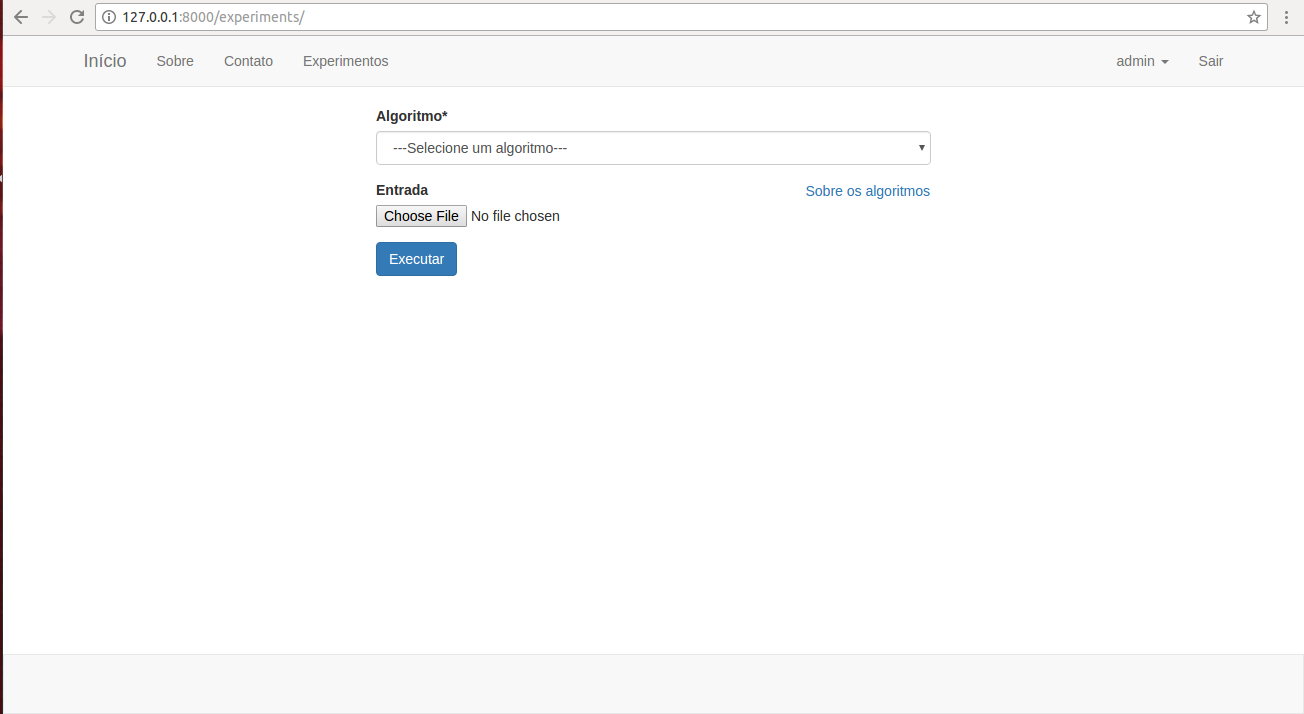 127.0.0.1:8000/experiments/
Início Sobre Contato Experimentos admin Sair
Algoritmo*
---Selecione um algoritmo---
Entrada Sobre os algoritmos
Choose File No file chosen
Executar